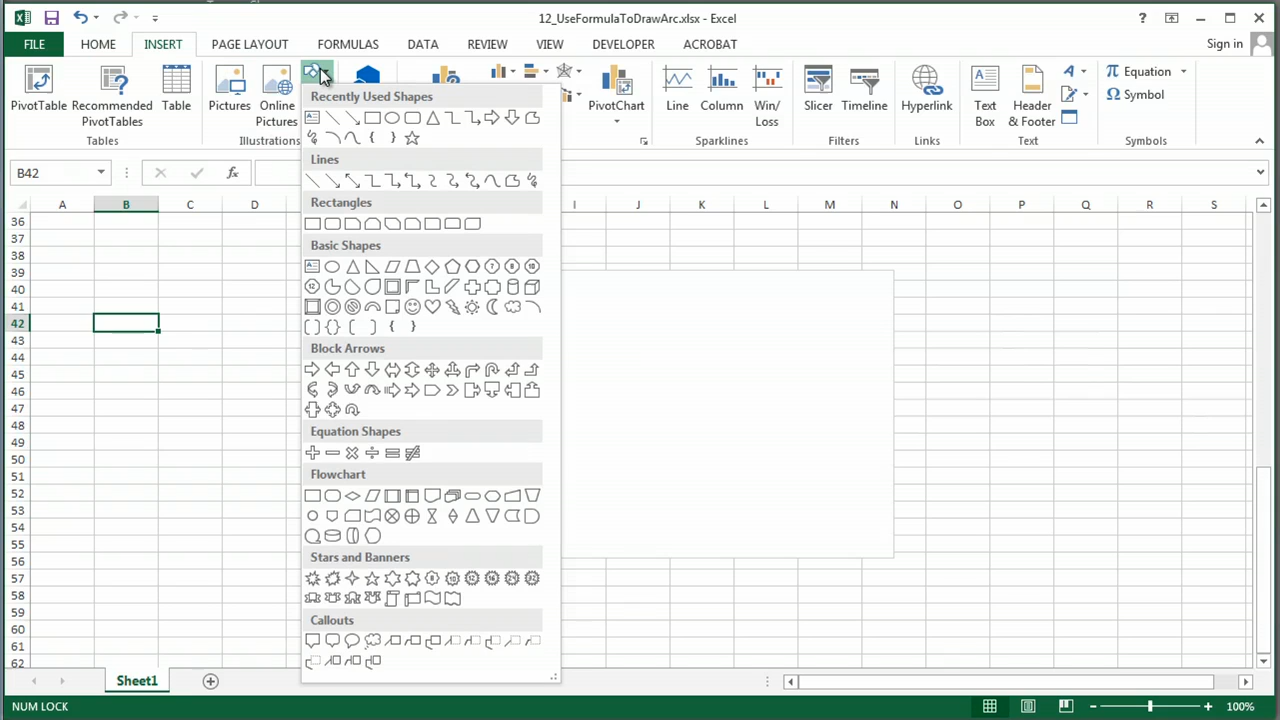 12_UseFormulaToDrawArc.xlsx - Excel
FILE HOME INSERT PAGE LAYOUT FORMULAS DATA REVIEW VIEW DEVELOPER ACROBAT Sign in
PivotTable
Recommended
PivotTables
Table
Tables
Pictures
Online
Pictures
Illustrations
PivotChart
Line
Column
Win/
Loss
Sparklines
Slicer
Timeline
Filters
Hyperlink
Links
Text
Box
Header
& Footer
Text
Equation
Symbol
Symbols
B42
A B C D I J K L M N O P Q R S
Recently Used Shapes
Lines
Rectangles
Basic Shapes
Block Arrows
Equation Shapes
Flowchart
Stars and Banners
Callouts
36
37
38
39
40
41
42
43
44
45
46
47
48
49
50
51
52
53
54
55
56
57
58
59
60
61
62
Sheet1
NUM LOCK
100%